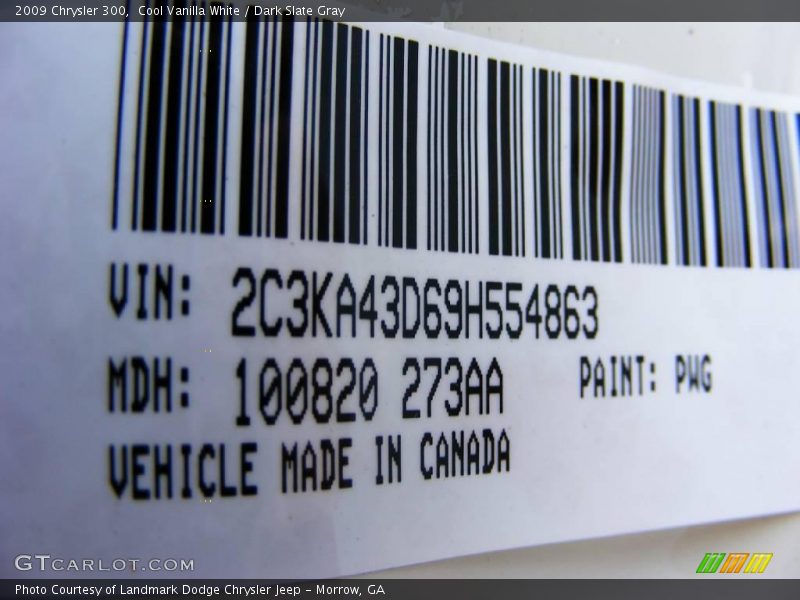 2009 Chrysler 300, Cool Vanilla White / Dark Slate Gray
VIN: 2C3KA43D69H554863
MDH: 100820 273AA PAINT: PWG
VEHICLE MADE IN CANADA
GTCARLOT.COM
Photo Courtesy of Landmark Dodge Chrysler Jeep - Morrow, GA